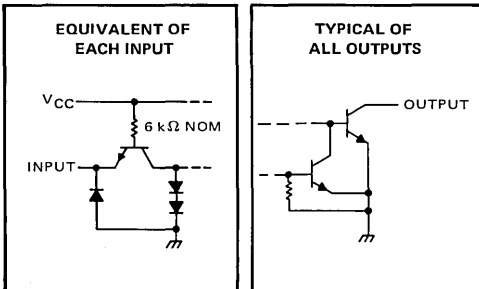 EQUIVALENT OF
EACH INPUT
VCC
6 kΩ NOM
INPUT
TYPICAL OF
ALL OUTPUTS
OUTPUT